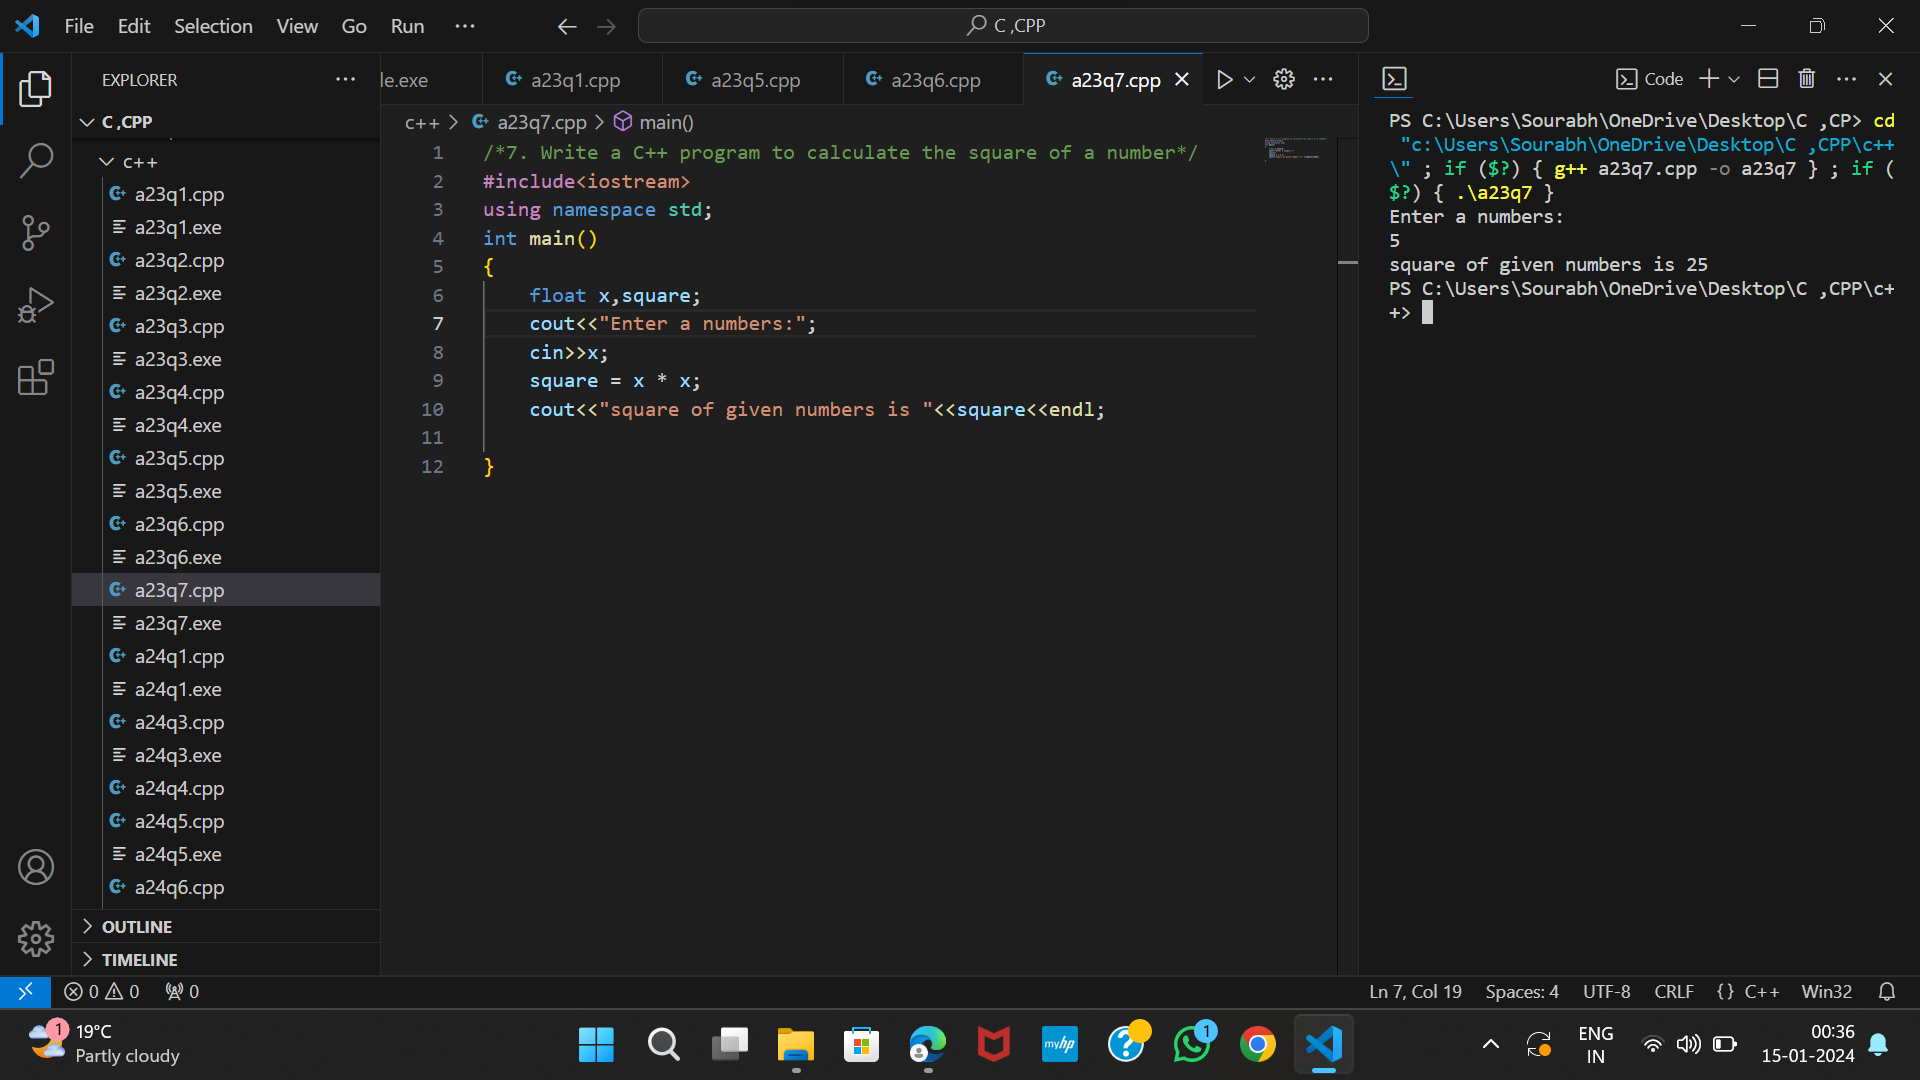 File Edit Selection View Go Run ... C ,CPP
EXPLORER ...
C ,CPP
c++
a23q1.cpp
a23q1.exe
a23q2.cpp
a23q2.exe
a23q3.cpp
a23q3.exe
a23q4.cpp
a23q4.exe
a23q5.cpp
a23q5.exe
a23q6.cpp
a23q6.exe
a23q7.cpp
a23q7.exe
a24q1.cpp
a24q1.exe
a24q3.cpp
a24q3.exe
a24q4.cpp
a24q5.cpp
a24q5.exe
a24q6.cpp
OUTLINE
TIMELINE
le.exe a23q1.cpp a23q5.cpp a23q6.cpp a23q7.cpp
c++ > a23q7.cpp > main()
1 /*7. Write a C++ program to calculate the square of a number*/
2 #include<iostream>
3 using namespace std;
4 int main()
5 {
6 float x,square;
7 cout<<"Enter a numbers:";
8 cin>>x;
9 square = x * x;
10 cout<<"square of given numbers is "<<square<<endl;
11
12 }
Code
PS C:\Users\Sourabh\OneDrive\Desktop\C ,CP> cd
"c:\Users\Sourabh\OneDrive\Desktop\C ,CPP\c++
\" ; if ($?) { g++ a23q7.cpp -o a23q7 } ; if (
$?) { .\a23q7 }
Enter a numbers:
5
square of given numbers is 25
PS C:\Users\Sourabh\OneDrive\Desktop\C ,CPP\c+
+>
0 0 0 Ln 7, Col 19 Spaces: 4 UTF-8 CRLF {} C++ Win32
1 19°C
Partly cloudy
myhp
?
1
ENG
IN
00:36
15-01-2024